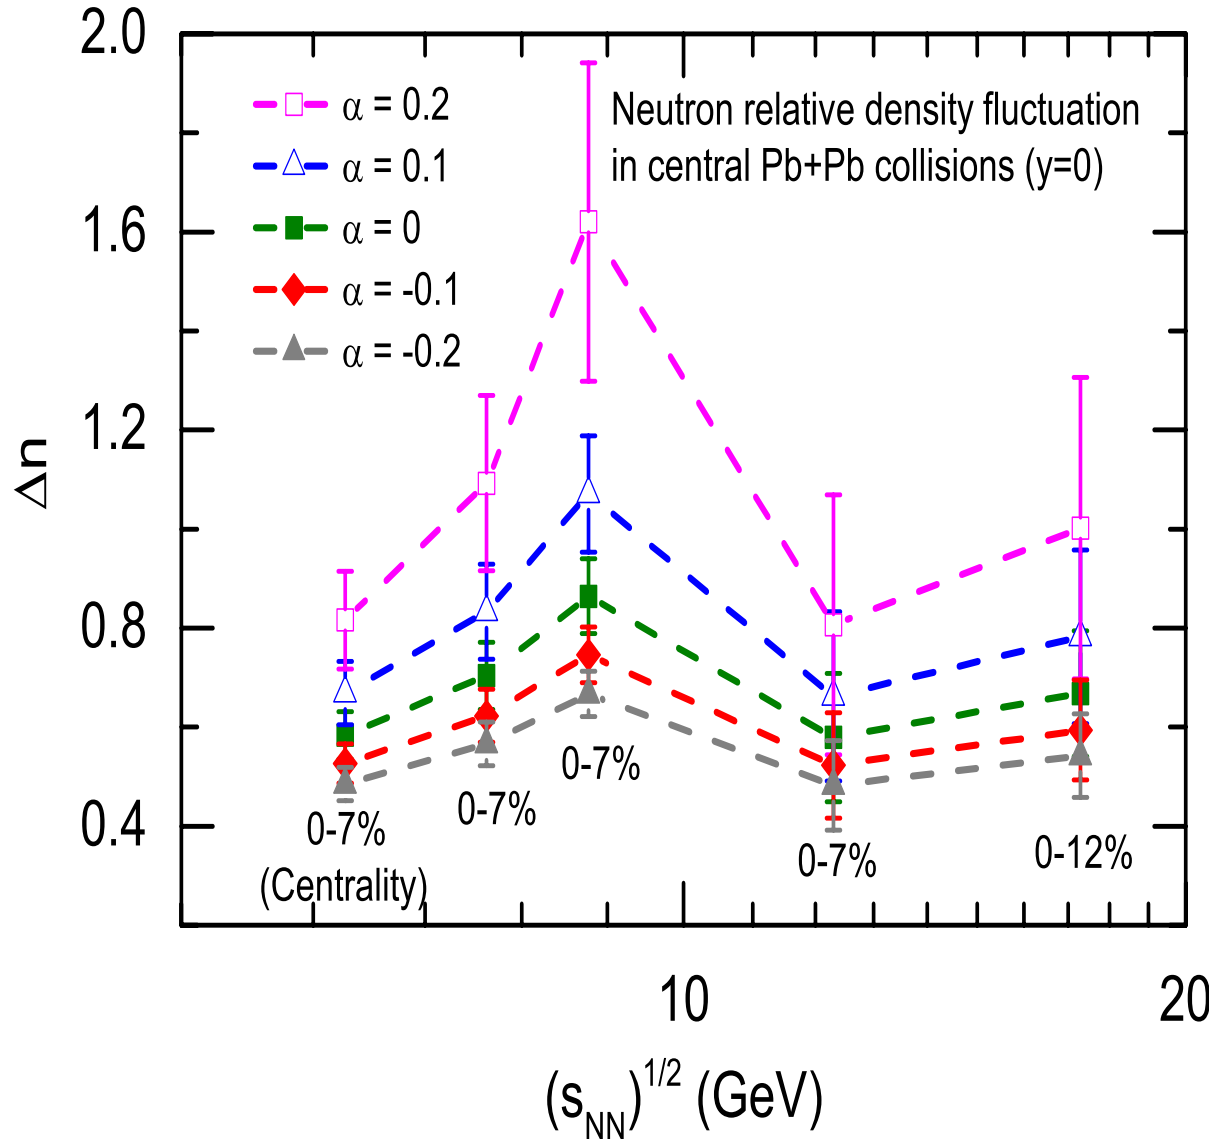 2.0
1.6
1.2
0.8
0.4
Δn
α = 0.2
α = 0.1
α = 0
α = -0.1
α = -0.2
Neutron relative density fluctuation
in central Pb+Pb collisions (y=0)
0-7%
(Centrality)
0-7%
0-7%
0-7%
0-12%
10
20
(s_NN)^1/2 (GeV)